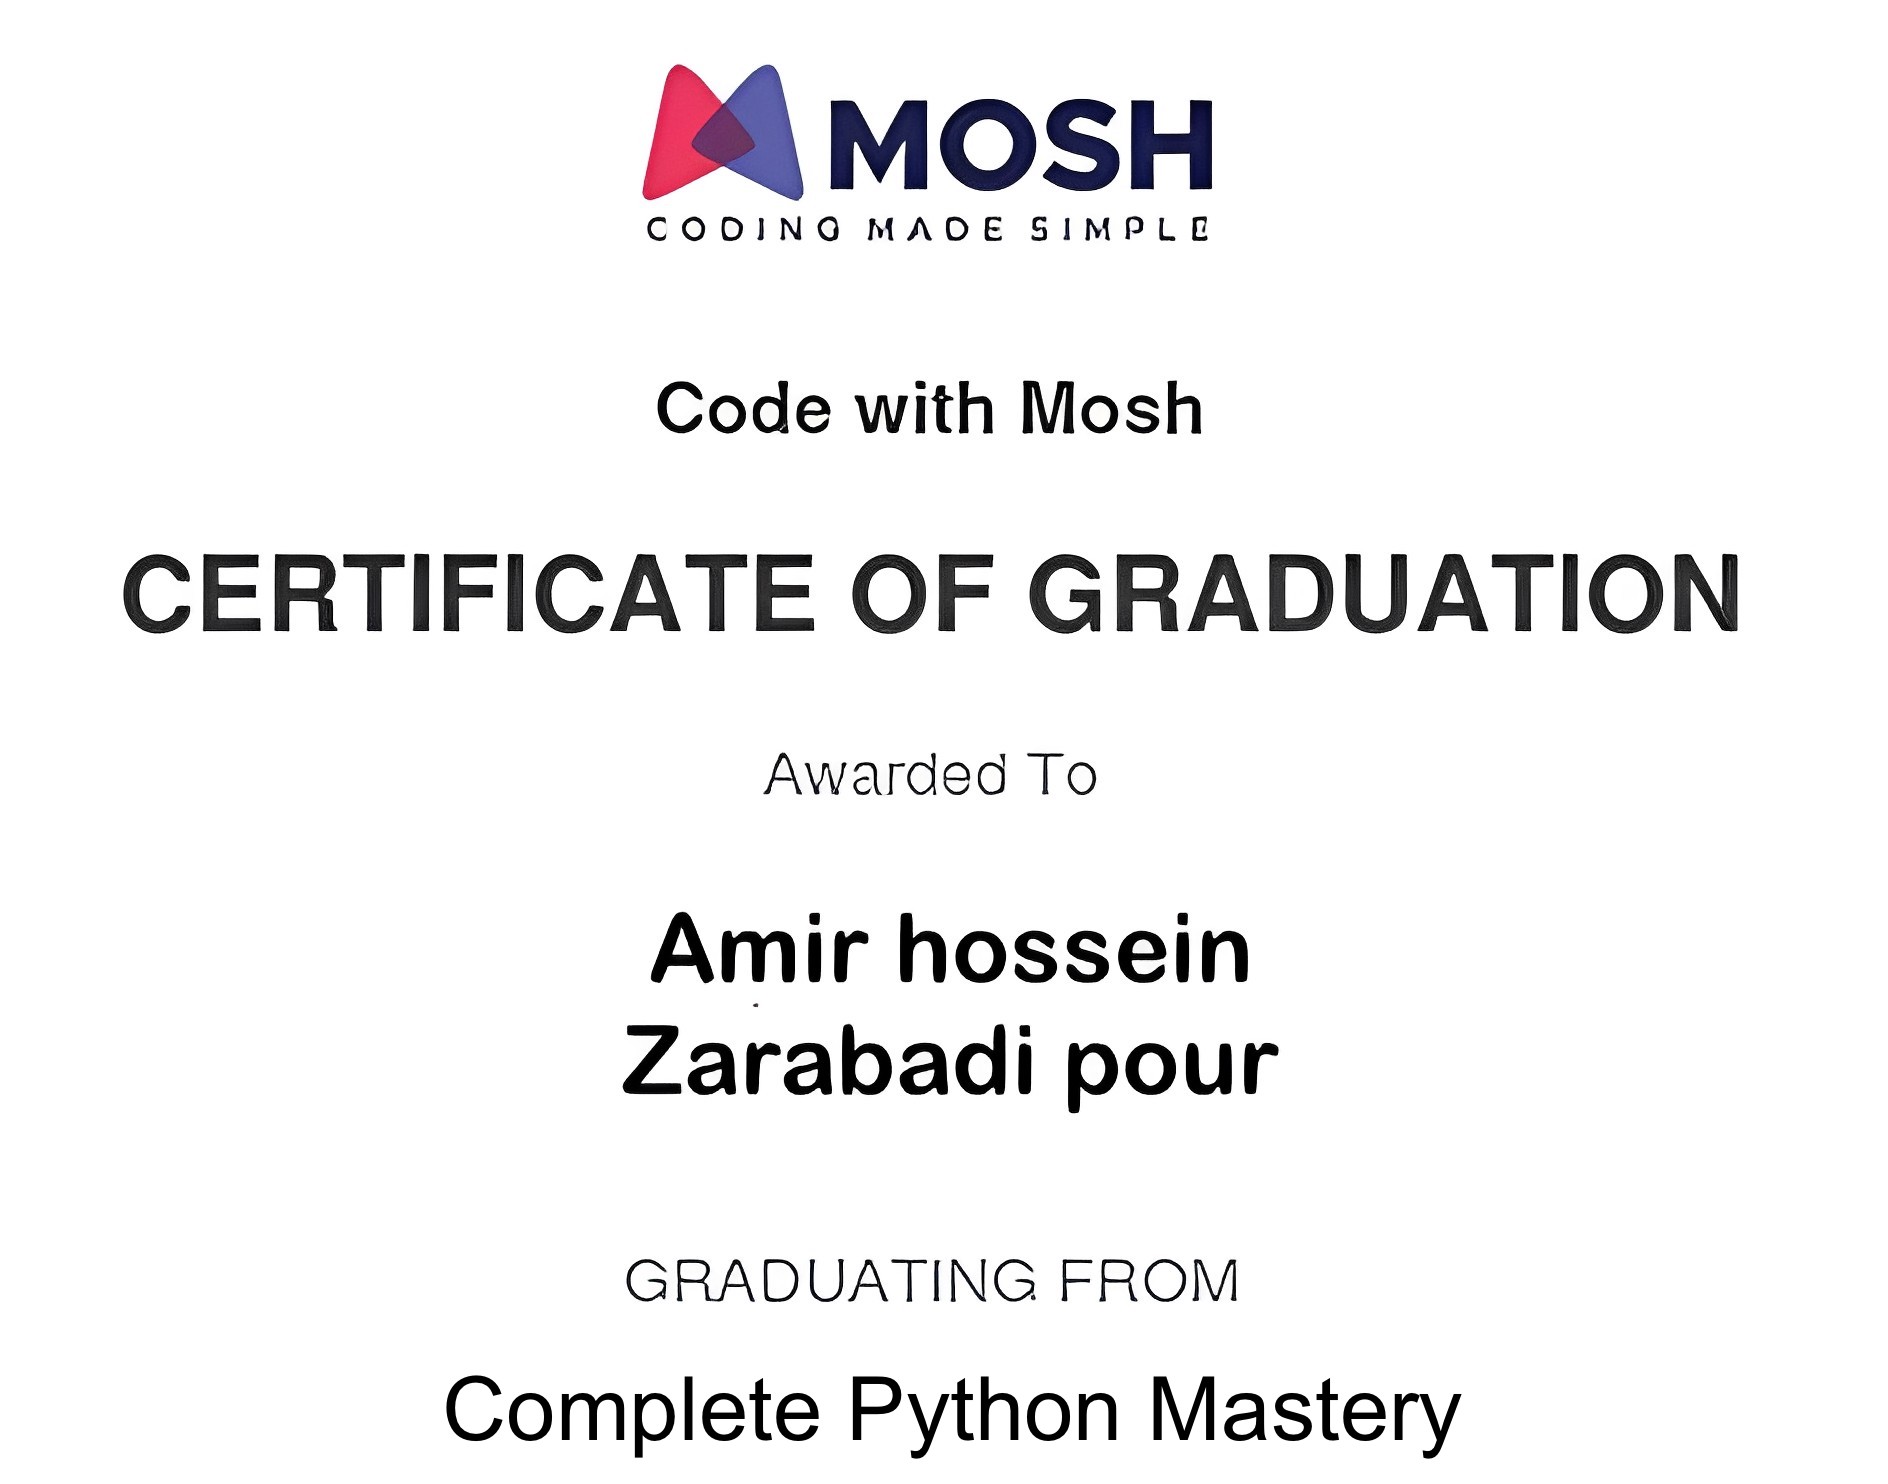 MOSH
CODING MADE SIMPLE
Code with Mosh
CERTIFICATE OF GRADUATION
Awarded To
Amir hossein
Zarabadi pour
GRADUATING FROM
Complete Python Mastery